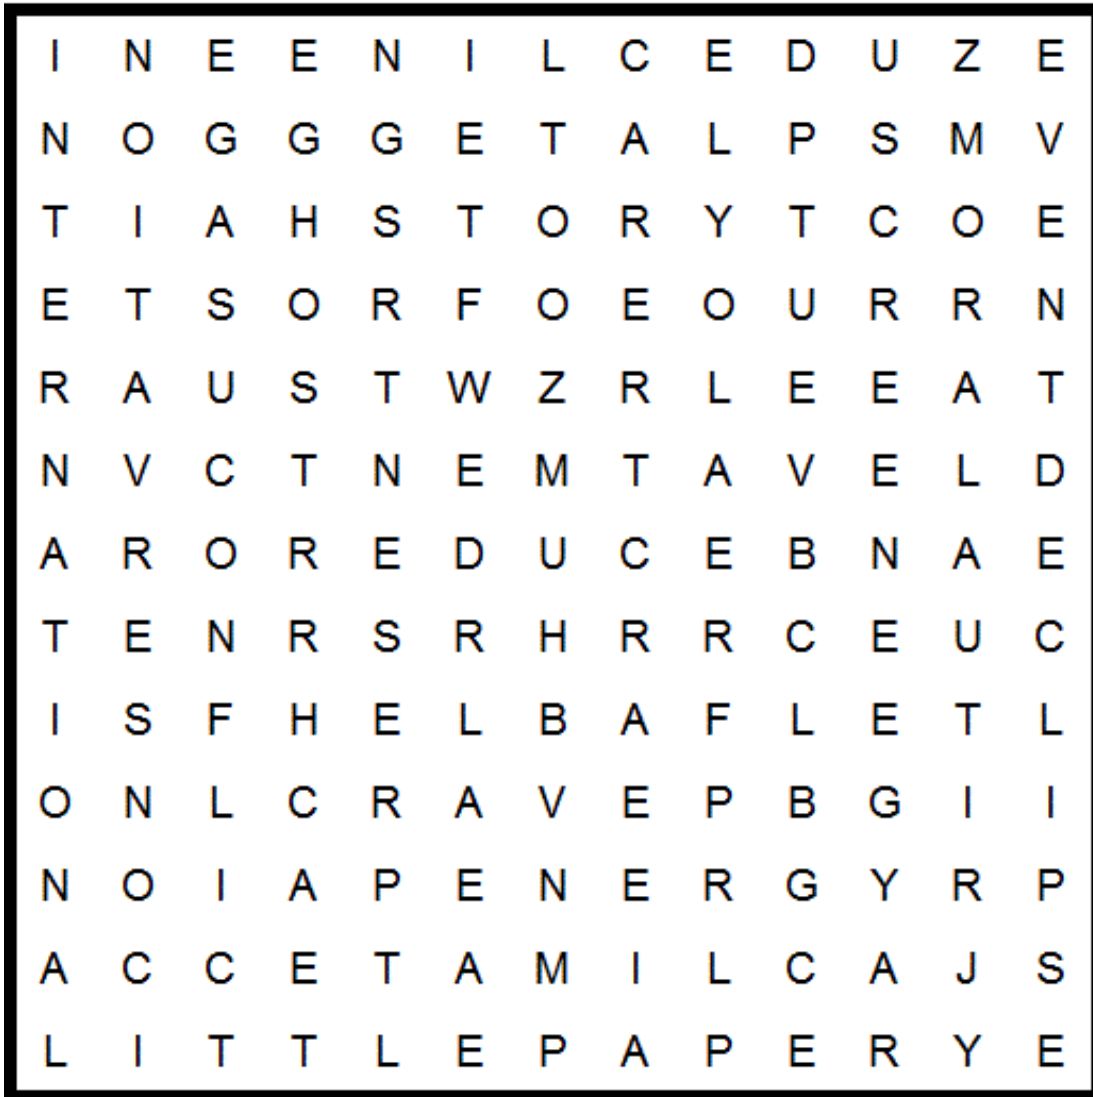 I N E E N I L C E D U Z E
N O G G G E T A L P S M V
T I A H S T O R Y T C O E
E T S O R F O E O U R R N
R A U S T W Z R L E E A T
N V C T N E M T A V E L D
A R O R E D U C E B N A E
T E N R S R H R R C E U C
I S F H E L B A F L E T L
O N L C R A V E P B G I I
N O I A P E N E R G Y R P
A C C E T A M I L C A J S
L I T T L E P A P E R Y E